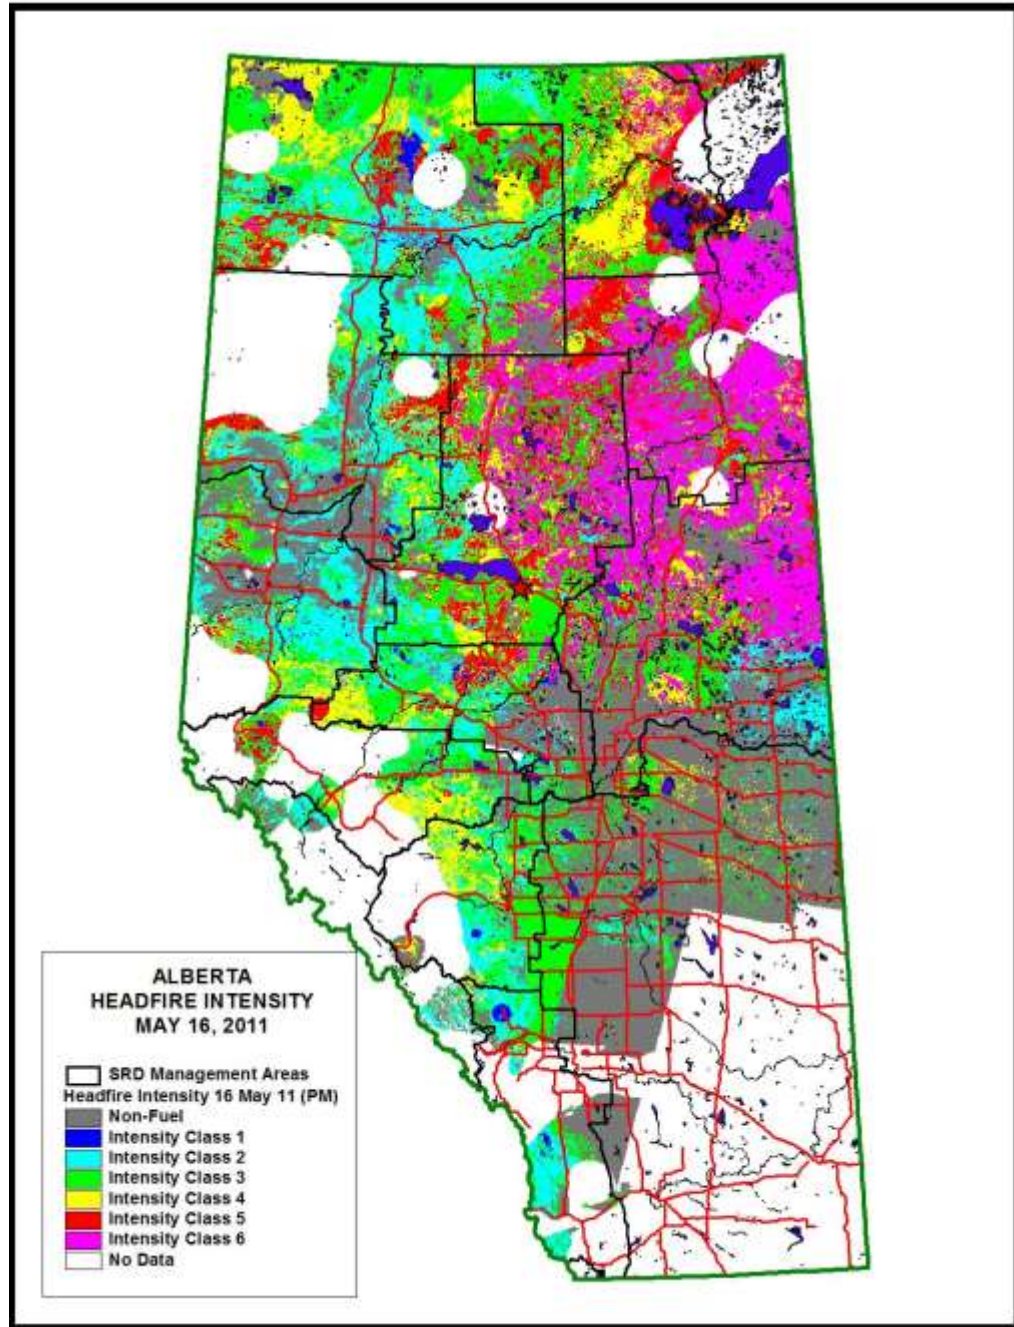 ALBERTA
HEADFIRE INTENSITY
MAY 16, 2011
SRD Management Areas
Headfire Intensity 16 May 11 (PM)
Non-Fuel
Intensity Class 1
Intensity Class 2
Intensity Class 3
Intensity Class 4
Intensity Class 5
Intensity Class 6
No Data